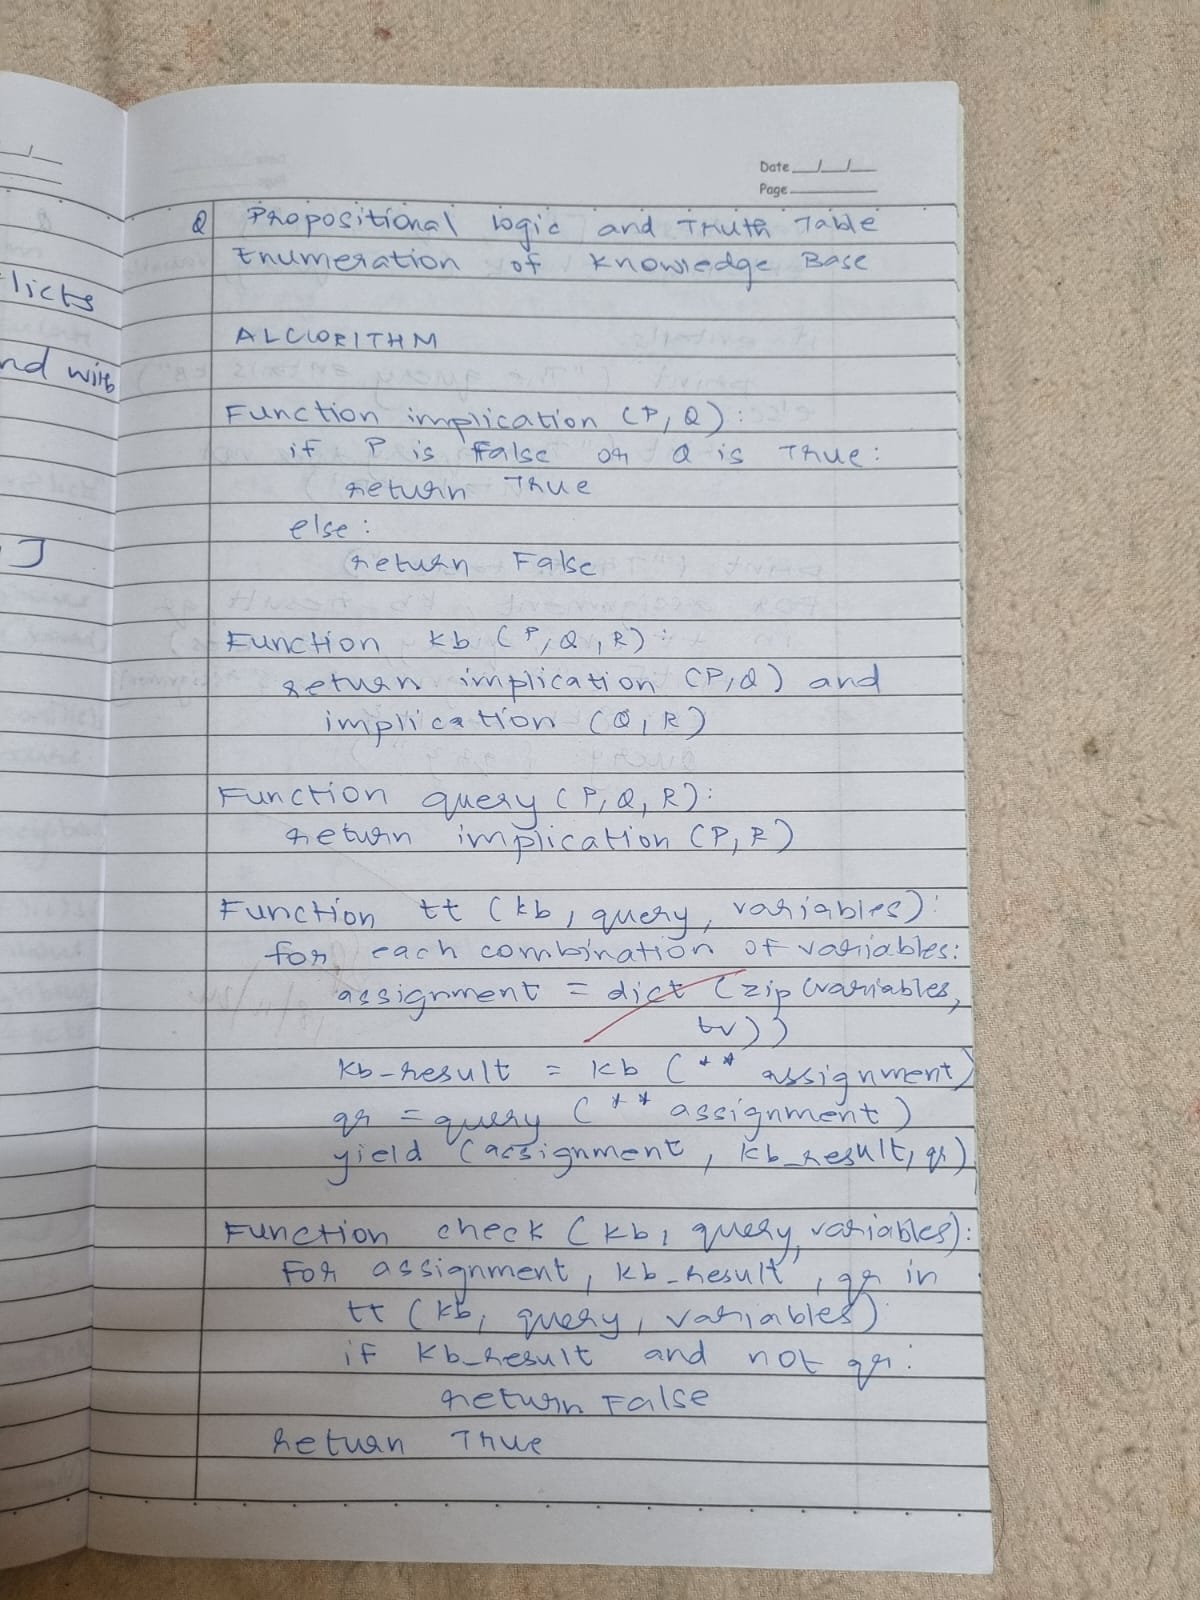 Date
Page
licts
nd with
J
Q Propositional logic and Truth Table
Enumeration of Knowledge Base
ALGORITHM
Function implication (P, Q):
if P is False or Q is True:
return True
else:
return False
Function kb (P, Q, R):
return implication (P, Q) and
implication (Q, R)
Function query (P, Q, R):
return implication (P, R)
Function tt (kb, query, variables):
for each combination of variables:
assignment = dict (zip (variables,
tv))
kb_result = kb (** assignment)
qr = query (** assignment)
yield (assignment, kb_result, qr)
Function check (kb, query, variables):
For assignment, kb_result, qr in
tt (kb, query, variables)
if kb_result and not qr:
return False
return True